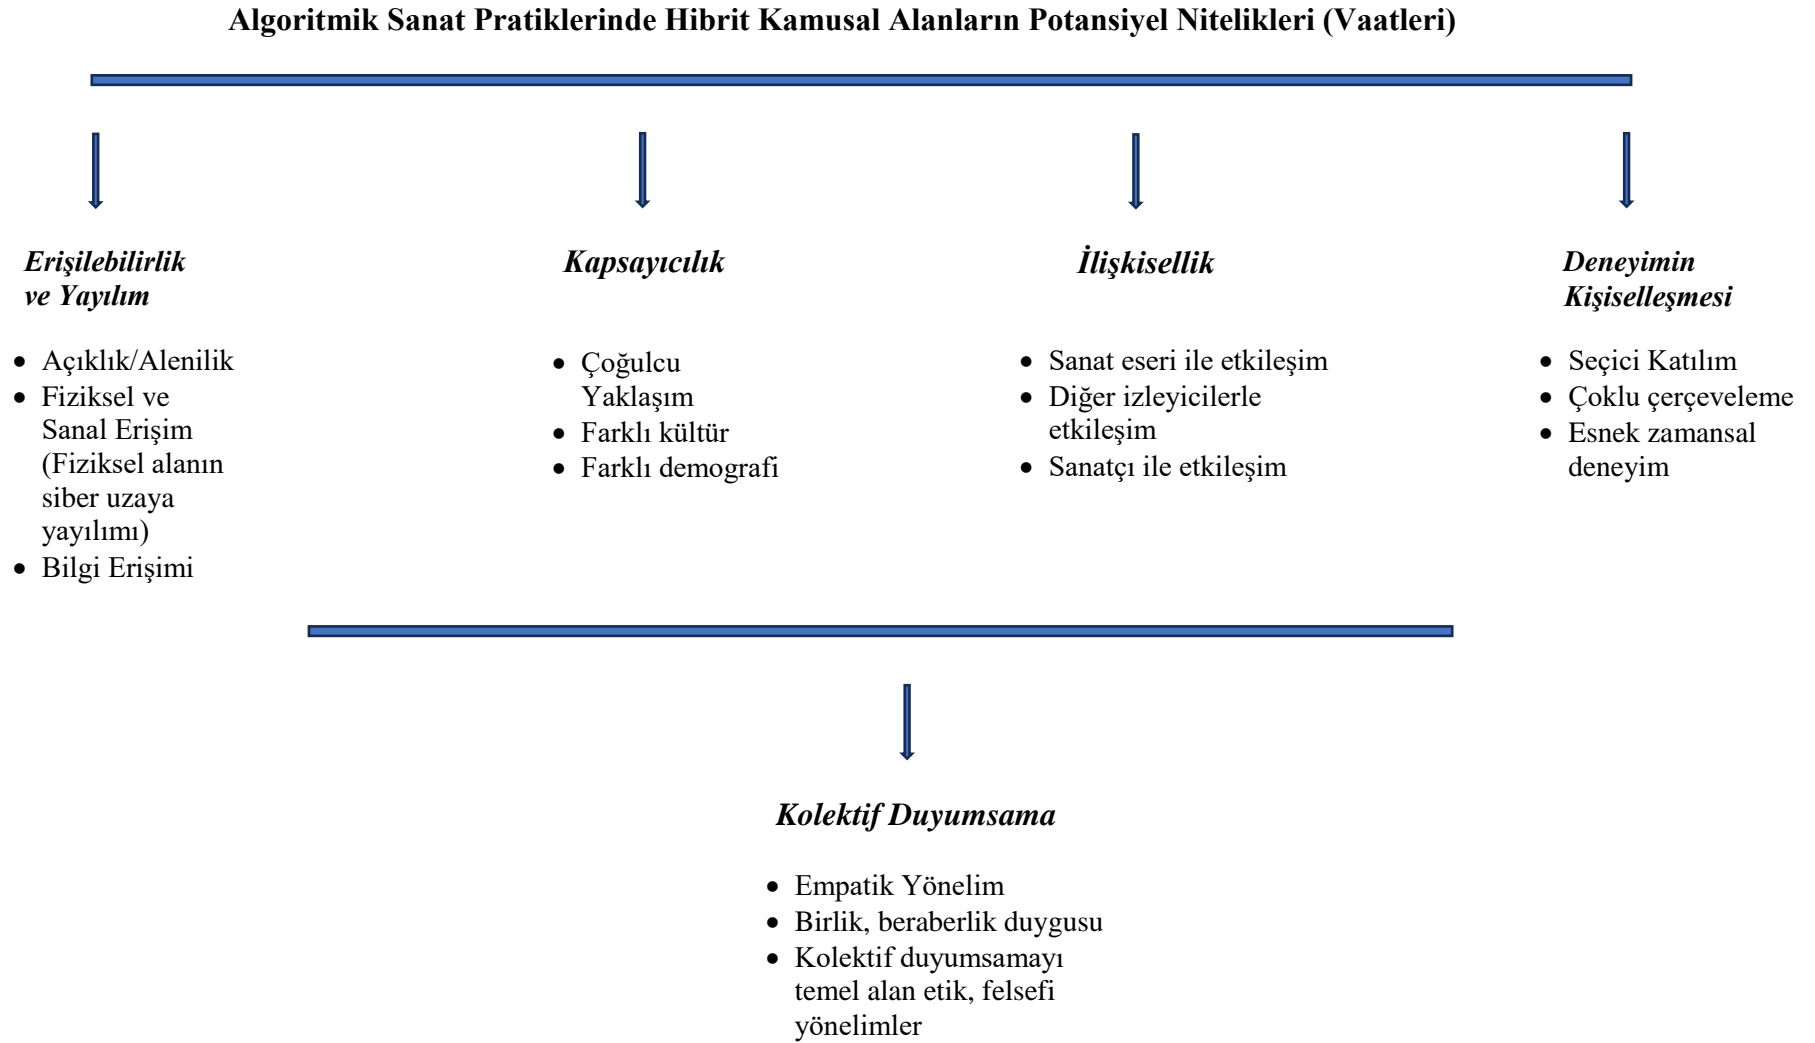 Algoritmik Sanat Pratiklerinde Hibrit Kamusal Alanların Potansiyel Nitelikleri (Vaatleri)
Erişilebilirlik
ve Yayılım
• Açıklık/Alenilik
• Fiziksel ve
Sanal Erişim
(Fiziksel alanın
siber uzaya
yayılımı)
• Bilgi Erişimi
Kapsayıcılık
• Çoğulcu
Yaklaşım
• Farklı kültür
• Farklı demografi
İlişkisellik
• Sanat eseri ile etkileşim
• Diğer izleyicilerle
etkileşim
• Sanatçı ile etkileşim
Deneyimin
Kişiselleşmesi
• Seçici Katılım
• Çoklu çerçeveleme
• Esnek zamansal
deneyim
Kolektif Duyumsama
• Empatik Yönelim
• Birlik, beraberlik duygusu
• Kolektif duyumsamayı
temel alan etik, felsefi
yönelimler